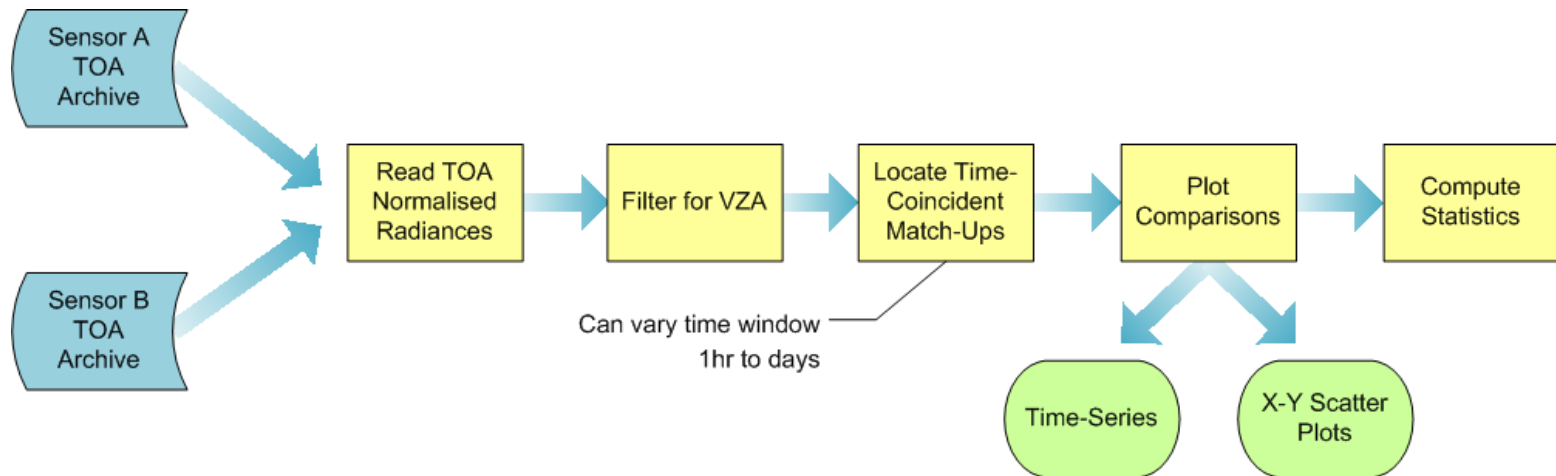 Sensor A
TOA
Archive
Sensor B
TOA
Archive
Read TOA
Normalised
Radiances
Filter for VZA
Locate Time-
Coincident
Match-Ups
Plot
Comparisons
Compute
Statistics
Can vary time window
1hr to days
Time-Series
X-Y Scatter
Plots